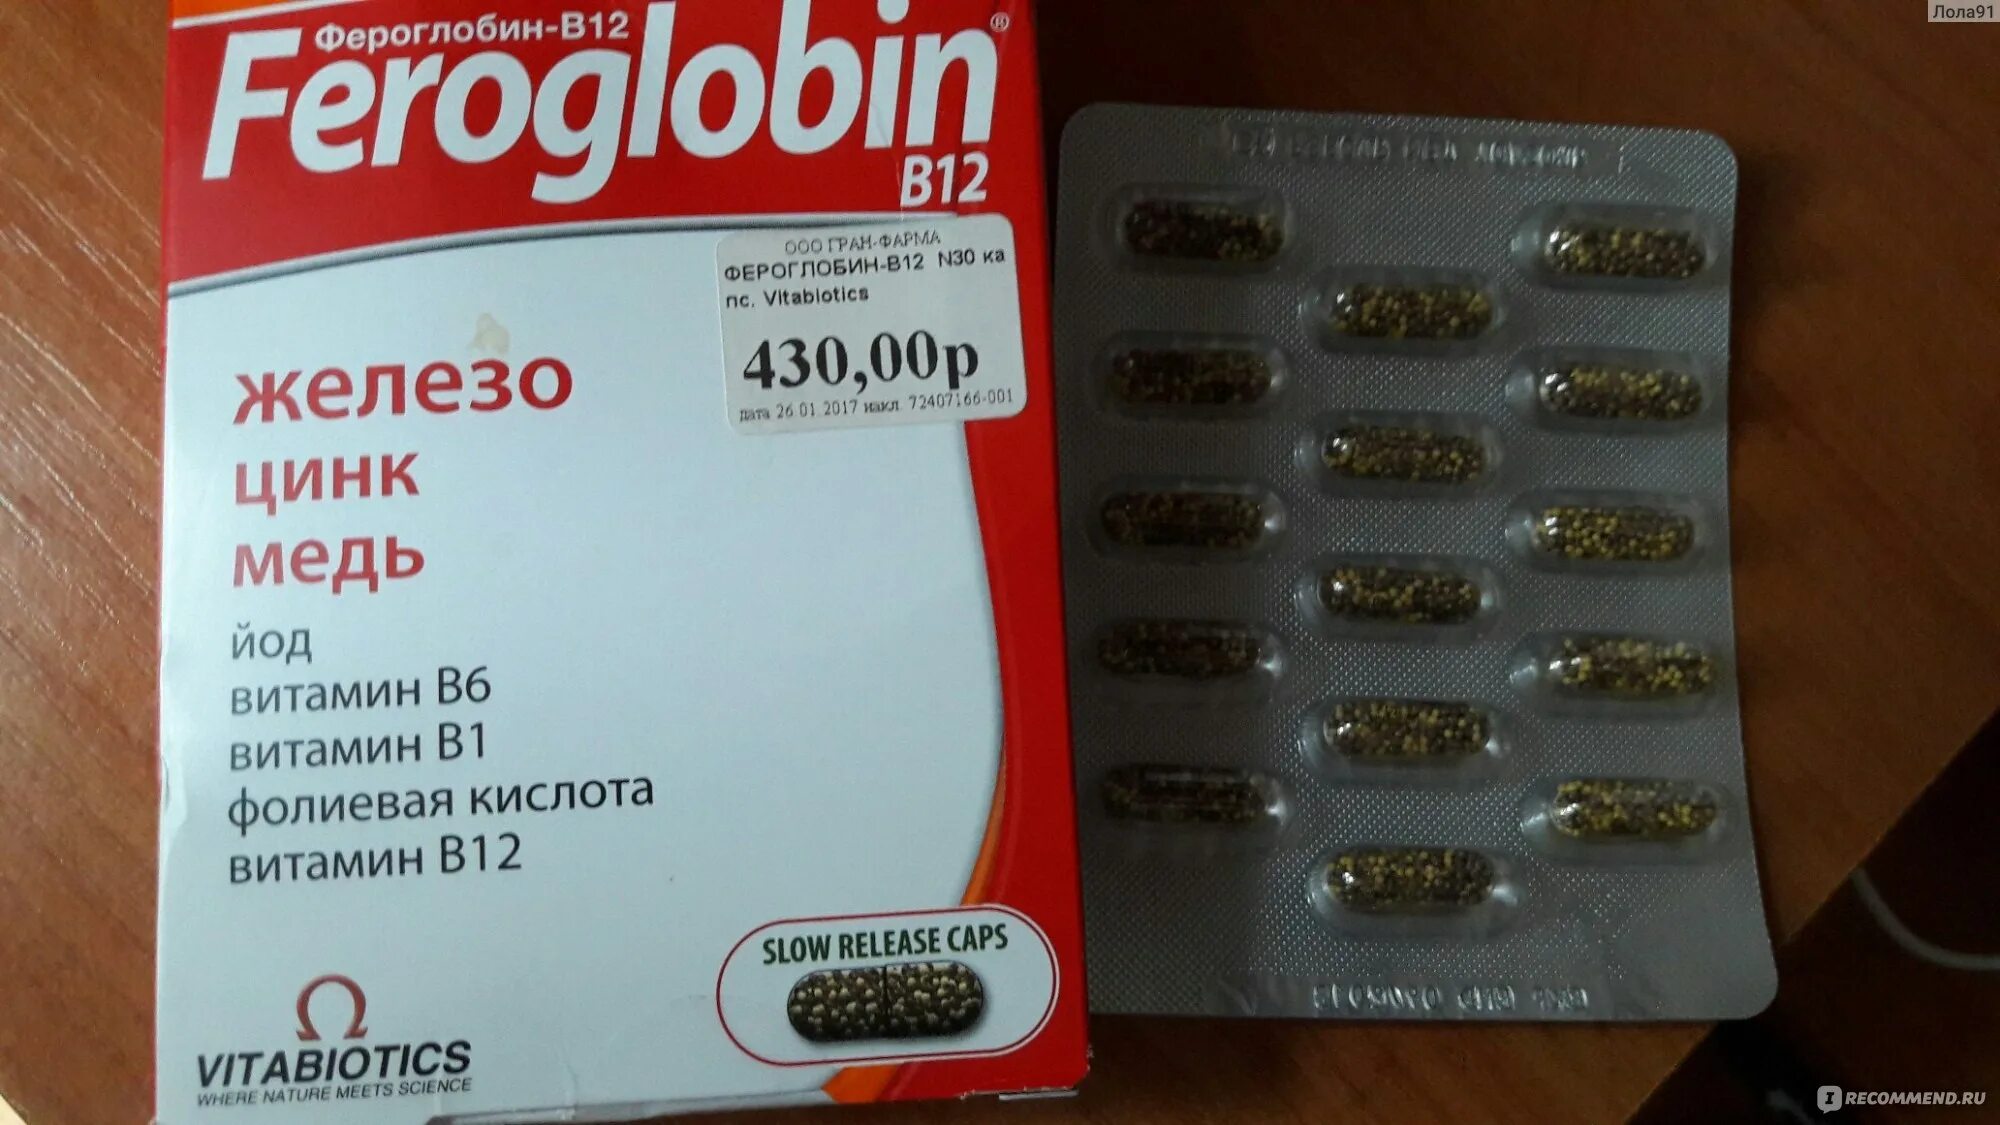 Лола91
Фероглобин-В12
Feroglobin®
B12
ООО ГРАН-ФАРМА
ФЕРОГЛОБИН-В12 N30 ка
пс. Vitabiotics
430,00р
дата 26.01.2017 накл. 72407166-001
железо
цинк
медь
йод
витамин В6
витамин В1
фолиевая кислота
витамин В12
SLOW RELEASE CAPS
VITABIOTICS
WHERE NATURE MEETS SCIENCE
I RECOMMEND.RU